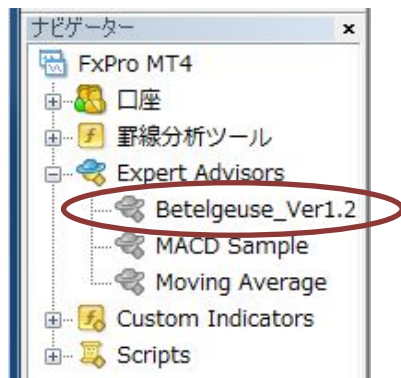 ナビゲーター
FxPro MT4
口座
罫線分析ツール
Expert Advisors
Betelgeuse_Ver1.2
MACD Sample
Moving Average
Custom Indicators
Scripts